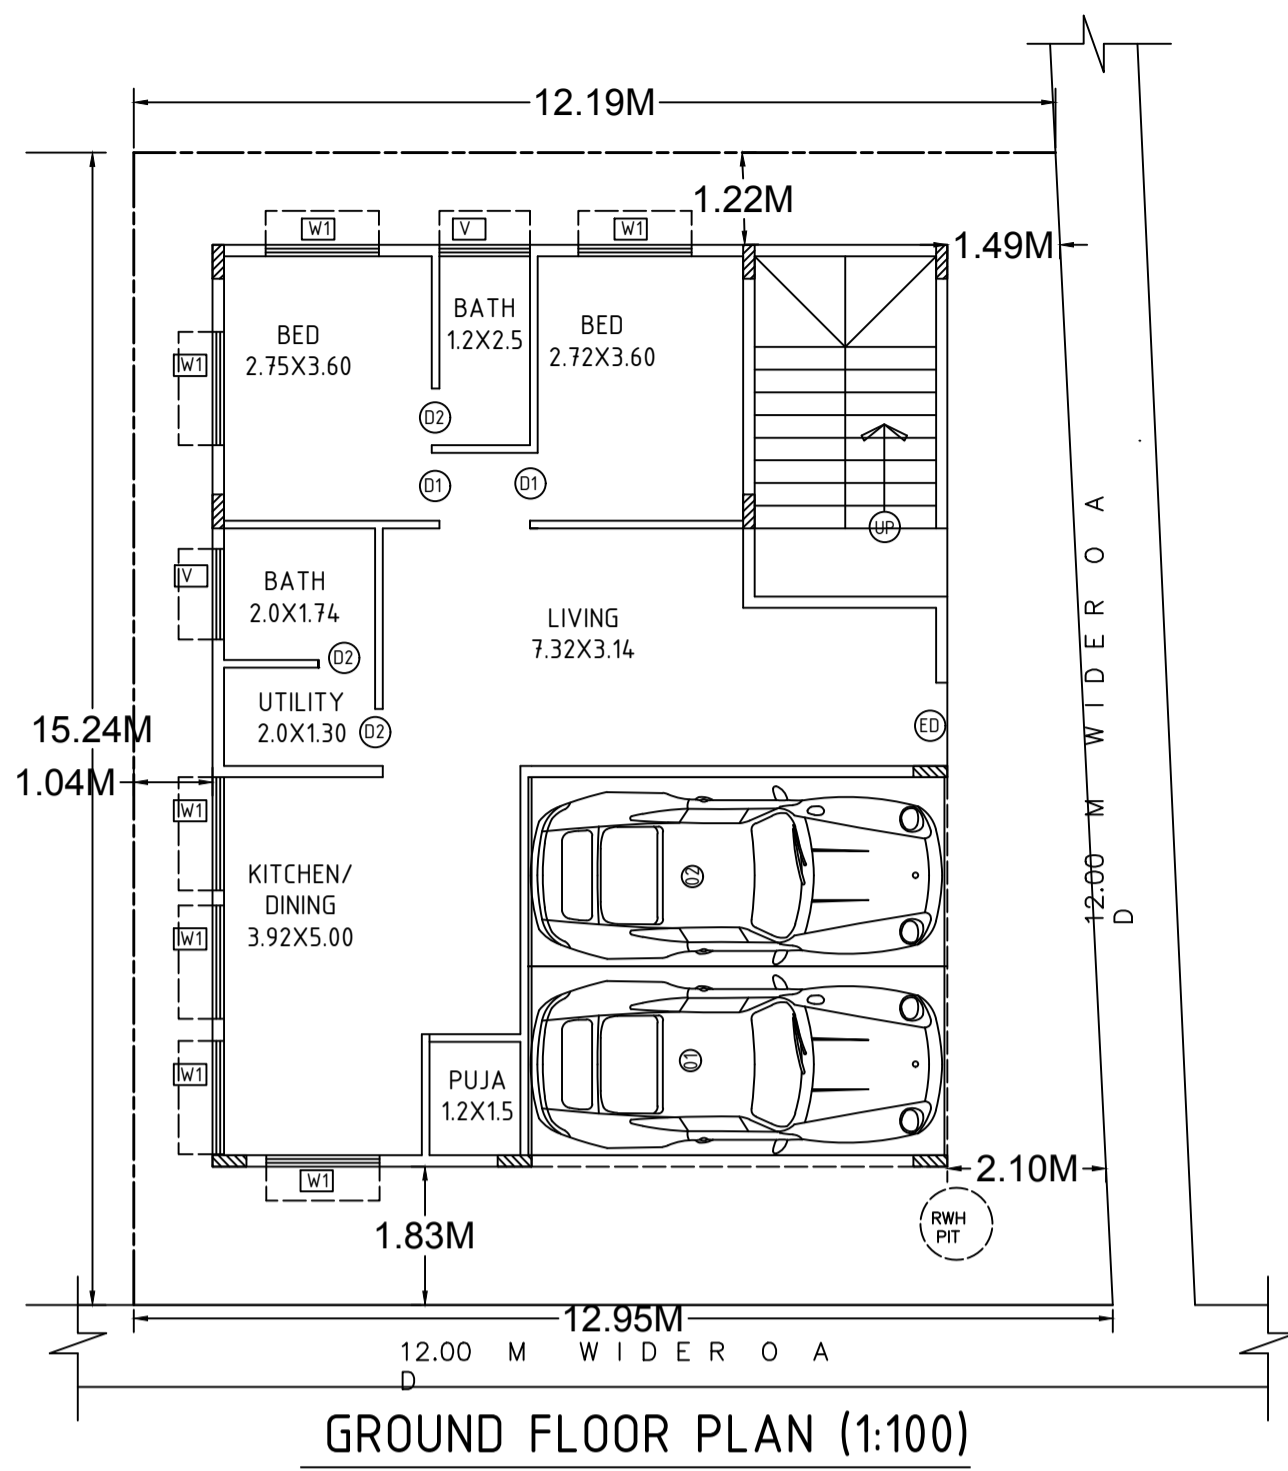 12.19M
1.22M
1.49M
W1
V
W1
BATH
1.2X2.5
BED
2.75X3.60
BED
2.72X3.60
W1
D2
D1
D1
UP
V
BATH
2.0X1.74
LIVING
7.32X3.14
D2
UTILITY
2.0X1.30
D2
ED
15.24M
1.04M
W1
KITCHEN/
DINING
3.92X5.00
02
W1
12.00 M WIDER O A
D
W1
01
PUJA
1.2X1.5
W1
2.10M
RWH
PIT
1.83M
12.95M
12.00 M WIDER O A
D
GROUND FLOOR PLAN (1:100)